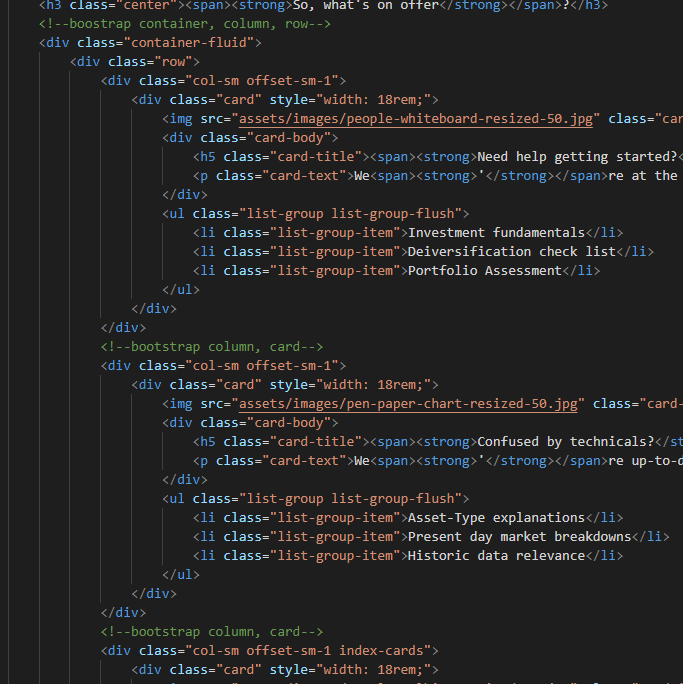 <h3 class="center"><span><strong>So, what's on offer</strong></span>?</h3>
<!--boostrap container, column, row-->
<div class="container-fluid">
<div class="row">
<div class="col-sm offset-sm-1">
<div class="card" style="width: 18rem;">
<img src="assets/images/people-whiteboard-resized-50.jpg" class="car
<div class="card-body">
<h5 class="card-title"><span><strong>Need help getting started?<
<p class="card-text">We<span><strong>'</strong></span>re at the
</div>
<ul class="list-group list-group-flush">
<li class="list-group-item">Investment fundamentals</li>
<li class="list-group-item">Deiversification check list</li>
<li class="list-group-item">Portfolio Assessment</li>
</ul>
</div>
</div>
<!--bootstrap column, card-->
<div class="col-sm offset-sm-1">
<div class="card" style="width: 18rem;">
<img src="assets/images/pen-paper-chart-resized-50.jpg" class="card-
<div class="card-body">
<h5 class="card-title"><span><strong>Confused by technicals?</st
<p class="card-text">We<span><strong>'</strong></span>re up-to-d
</div>
<ul class="list-group list-group-flush">
<li class="list-group-item">Asset-Type explanations</li>
<li class="list-group-item">Present day market breakdowns</li>
<li class="list-group-item">Historic data relevance</li>
</ul>
</div>
</div>
<!--bootstrap column, card-->
<div class="col-sm offset-sm-1 index-cards">
<div class="card" style="width: 18rem;">